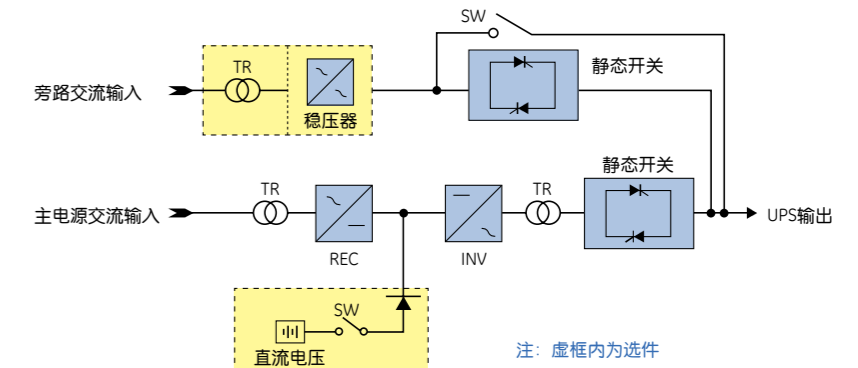 SW
TR
静态开关
旁路交流输入
稳压器
静态开关
TR
TR
主电源交流输入
UPS输出
REC
INV
SW
直流电压
注：虚框内为选件